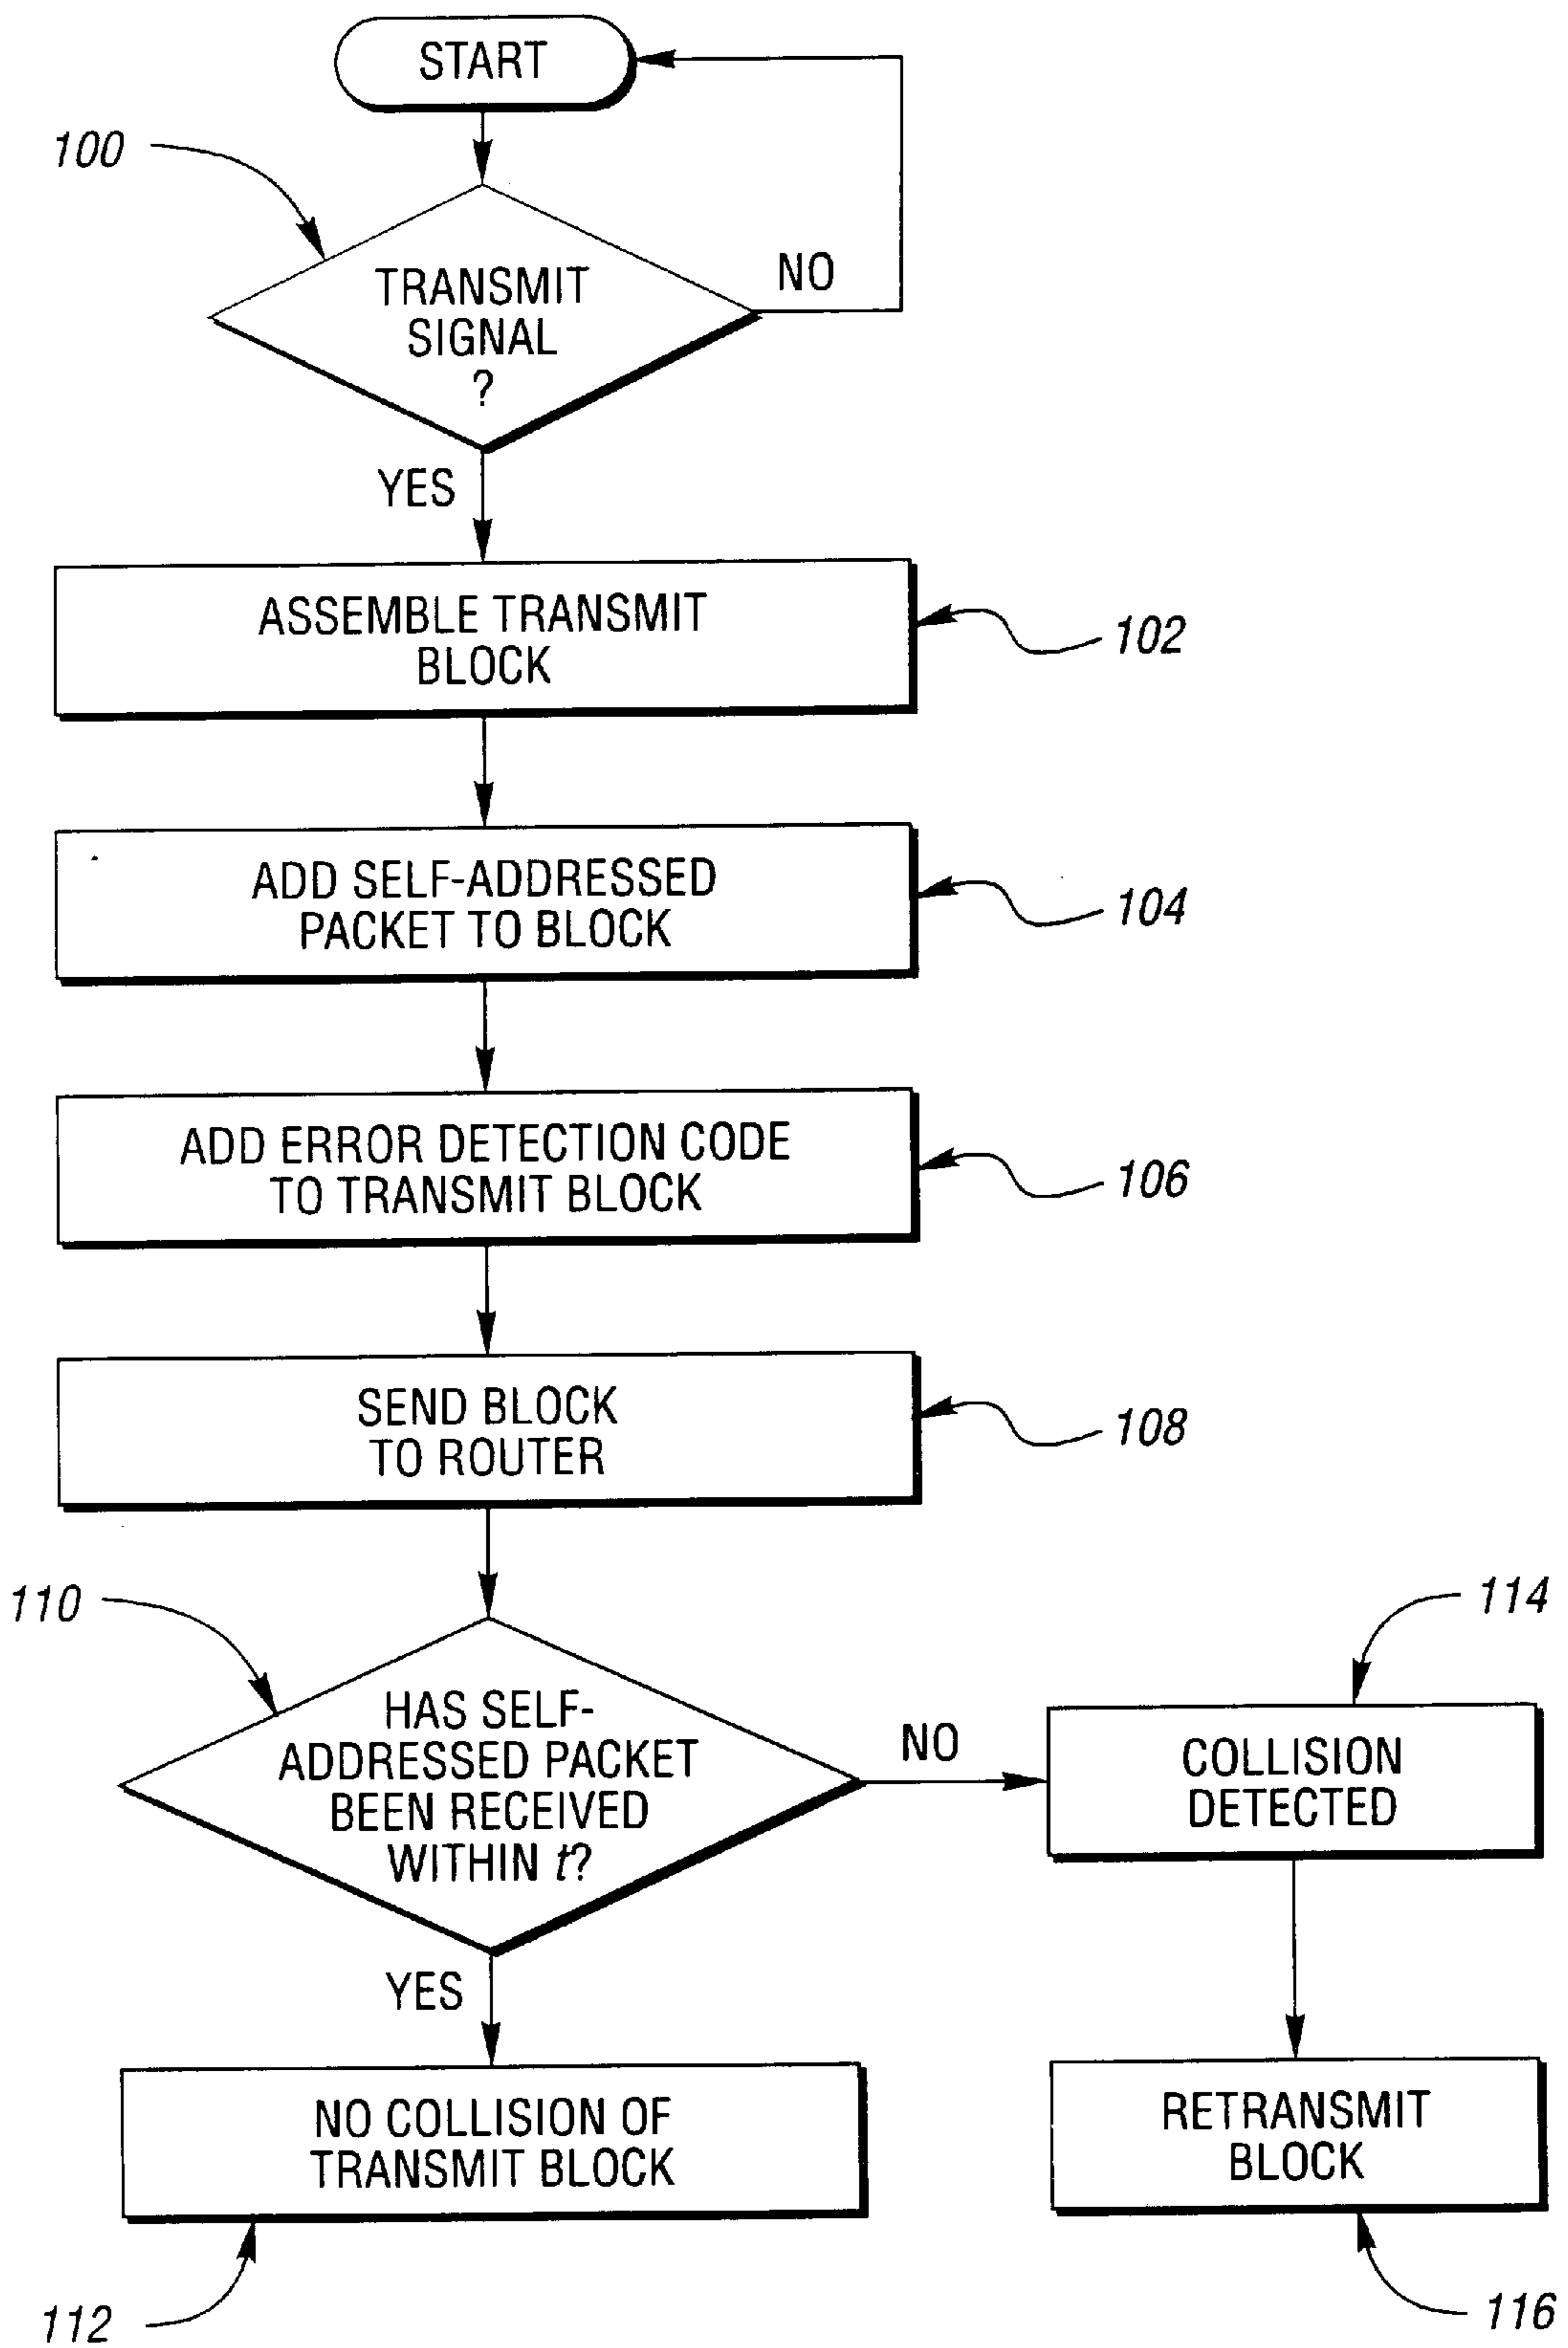 START
100
TRANSMIT
SIGNAL
?
NO
YES
ASSEMBLE TRANSMIT
BLOCK
102
ADD SELF-ADDRESSED
PACKET TO BLOCK
104
ADD ERROR DETECTION CODE
TO TRANSMIT BLOCK
106
SEND BLOCK
TO ROUTER
108
110
HAS SELF-
ADDRESSED PACKET
BEEN RECEIVED
WITHIN t?
NO
114
COLLISION
DETECTED
YES
NO COLLISION OF
TRANSMIT BLOCK
112
RETRANSMIT
BLOCK
116